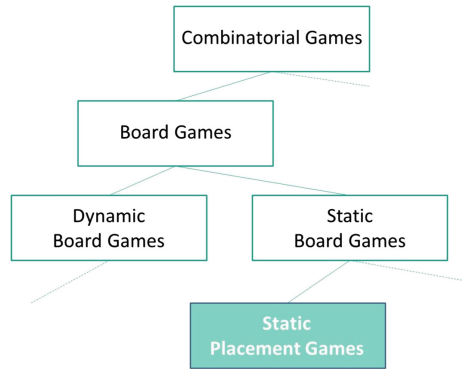 Combinatorial Games
Board Games
Dynamic
Board Games
Static
Board Games
Static
Placement Games